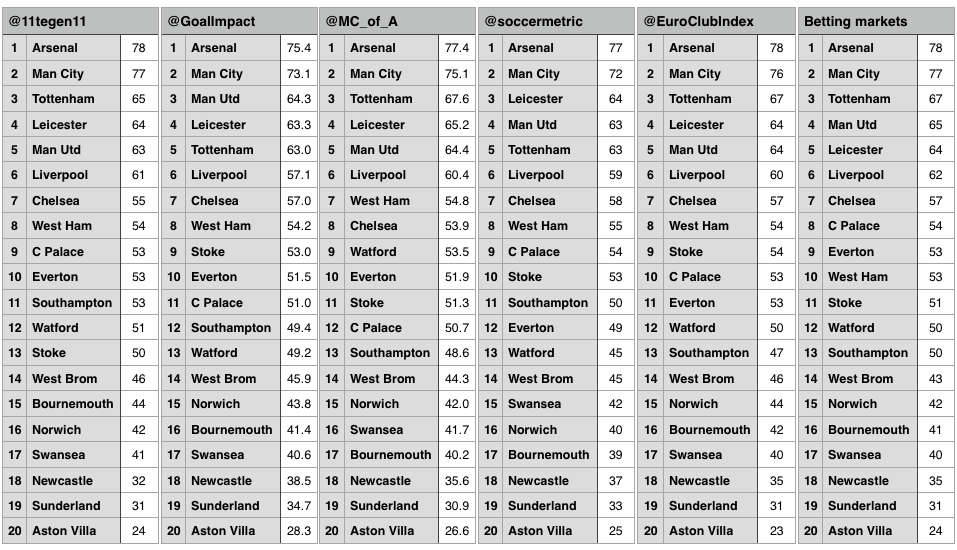 @11tegen11 @GoalImpact @MC_of_A @soccermetric @EuroClubIndex Betting markets
1 Arsenal 78 1 Arsenal 75.4 1 Arsenal 77.4 1 Arsenal 77 1 Arsenal 78 1 Arsenal 78
2 Man City 77 2 Man City 73.1 2 Man City 75.1 2 Man City 72 2 Man City 76 2 Man City 77
3 Tottenham 65 3 Man Utd 64.3 3 Tottenham 67.6 3 Leicester 64 3 Tottenham 67 3 Tottenham 67
4 Leicester 64 4 Leicester 63.3 4 Leicester 65.2 4 Man Utd 63 4 Leicester 64 4 Man Utd 65
5 Man Utd 63 5 Tottenham 63.0 5 Man Utd 64.4 5 Tottenham 63 5 Man Utd 64 5 Leicester 64
6 Liverpool 61 6 Liverpool 57.1 6 Liverpool 60.4 6 Liverpool 59 6 Liverpool 60 6 Liverpool 62
7 Chelsea 55 7 Chelsea 57.0 7 West Ham 54.8 7 Chelsea 58 7 Chelsea 57 7 Chelsea 57
8 West Ham 54 8 West Ham 54.2 8 Chelsea 53.9 8 West Ham 55 8 West Ham 54 8 C Palace 54
9 C Palace 53 9 Stoke 53.0 9 Watford 53.5 9 C Palace 54 9 Stoke 54 9 Everton 53
10 Everton 53 10 Everton 51.5 10 Everton 51.9 10 Stoke 53 10 C Palace 53 10 West Ham 53
11 Southampton 53 11 C Palace 51.0 11 Stoke 51.3 11 Southampton 50 11 Everton 53 11 Stoke 51
12 Watford 51 12 Southampton 49.4 12 C Palace 50.7 12 Everton 49 12 Watford 50 12 Watford 50
13 Stoke 50 13 Watford 49.2 13 Southampton 48.6 13 Watford 45 13 Southampton 47 13 Southampton 50
14 West Brom 46 14 West Brom 45.9 14 West Brom 44.3 14 West Brom 45 14 West Brom 46 14 West Brom 43
15 Bournemouth 44 15 Norwich 43.8 15 Norwich 42.0 15 Swansea 42 15 Norwich 44 15 Norwich 42
16 Norwich 42 16 Bournemouth 41.4 16 Swansea 41.7 16 Norwich 40 16 Bournemouth 42 16 Bournemouth 41
17 Swansea 41 17 Swansea 40.6 17 Bournemouth 40.2 17 Bournemouth 39 17 Swansea 40 17 Swansea 40
18 Newcastle 32 18 Newcastle 38.5 18 Newcastle 35.6 18 Newcastle 37 18 Newcastle 35 18 Newcastle 35
19 Sunderland 31 19 Sunderland 34.7 19 Sunderland 30.9 19 Sunderland 33 19 Sunderland 31 19 Sunderland 31
20 Aston Villa 24 20 Aston Villa 28.3 20 Aston Villa 26.6 20 Aston Villa 25 20 Aston Villa 23 20 Aston Villa 24